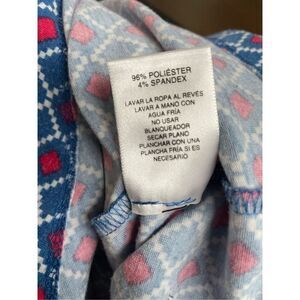 96% POLIÉSTER
4% SPANDEX
LAVAR LA ROPA AL REVÉS
LAVAR A MANO CON
AGUA FRÍA
NO USAR
BLANQUEADOR
SECAR PLANO
PLANCHAR CON UNA
PLANCHA FRÍA SI ES
NECESARIO